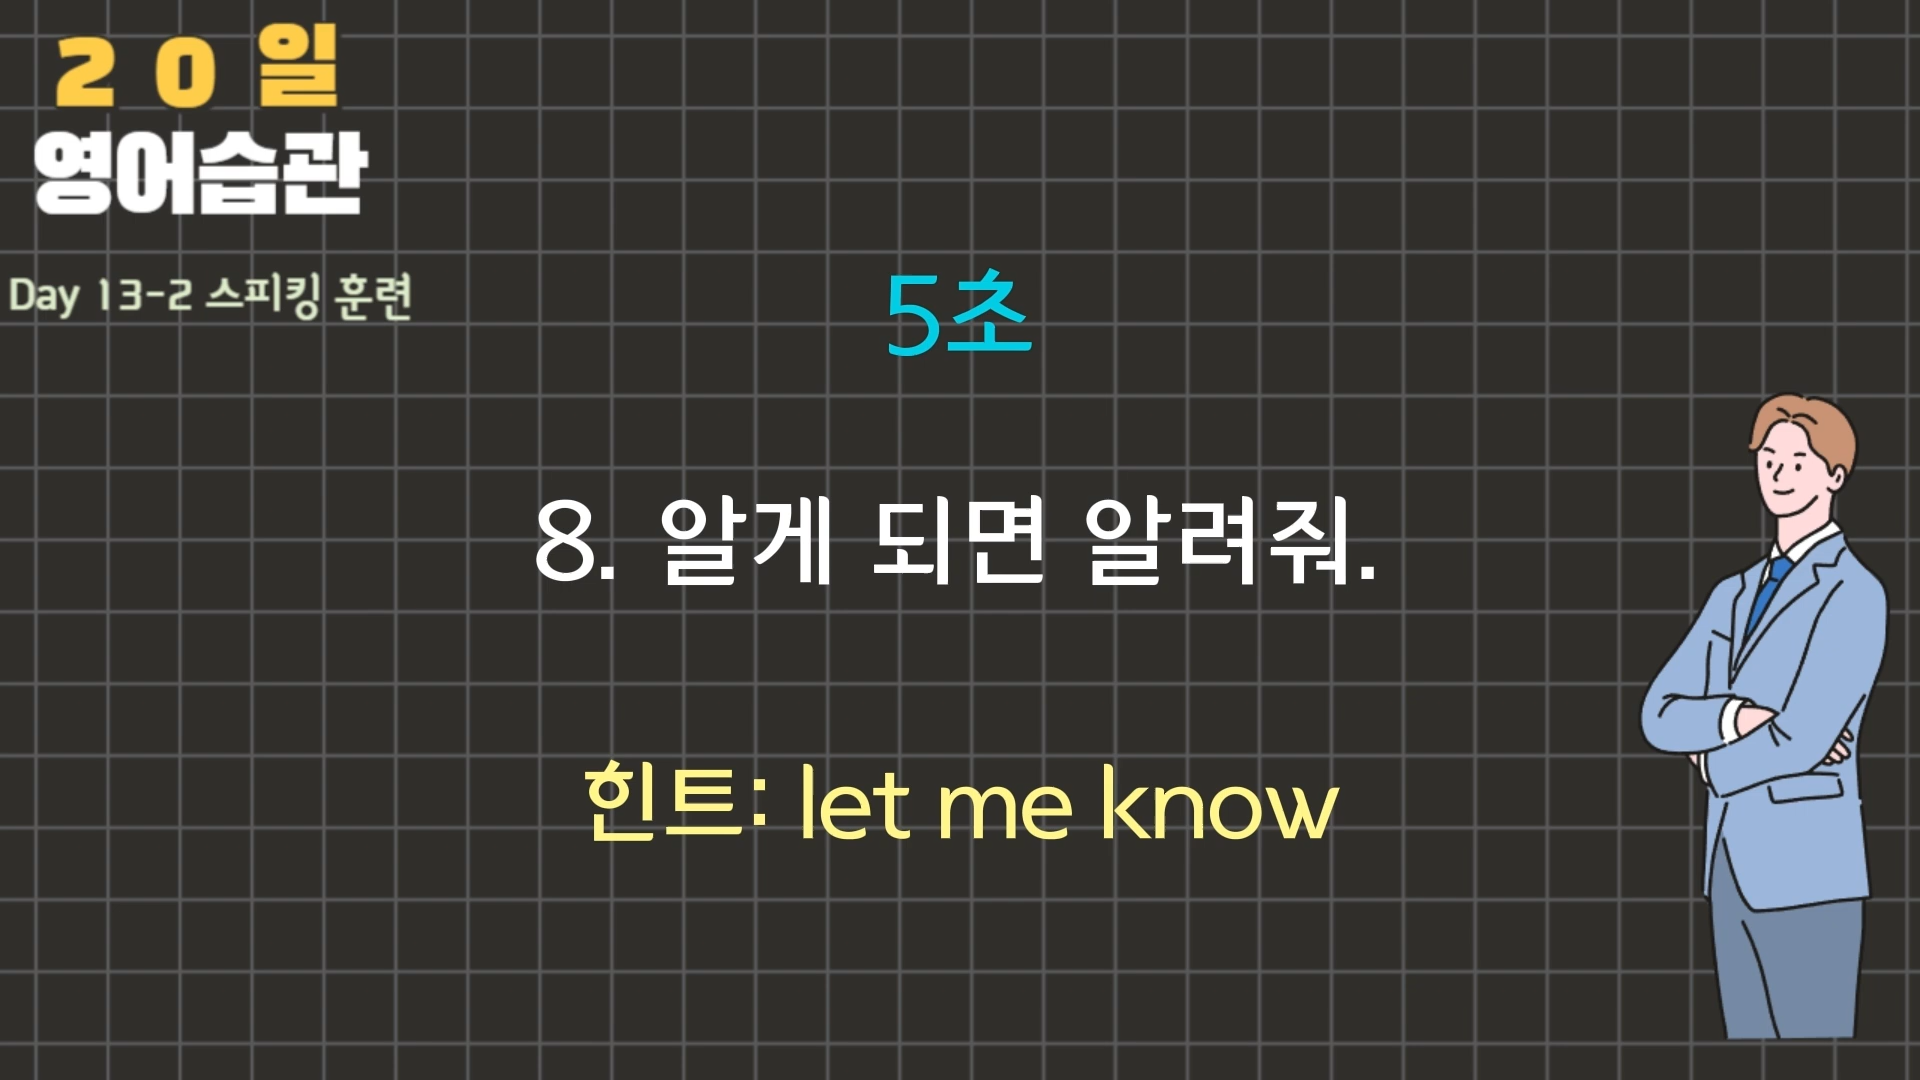 20일
영어습관
Day 13-2 스피킹 훈련
5초
8. 알게 되면 알려줘.
힌트: let me know